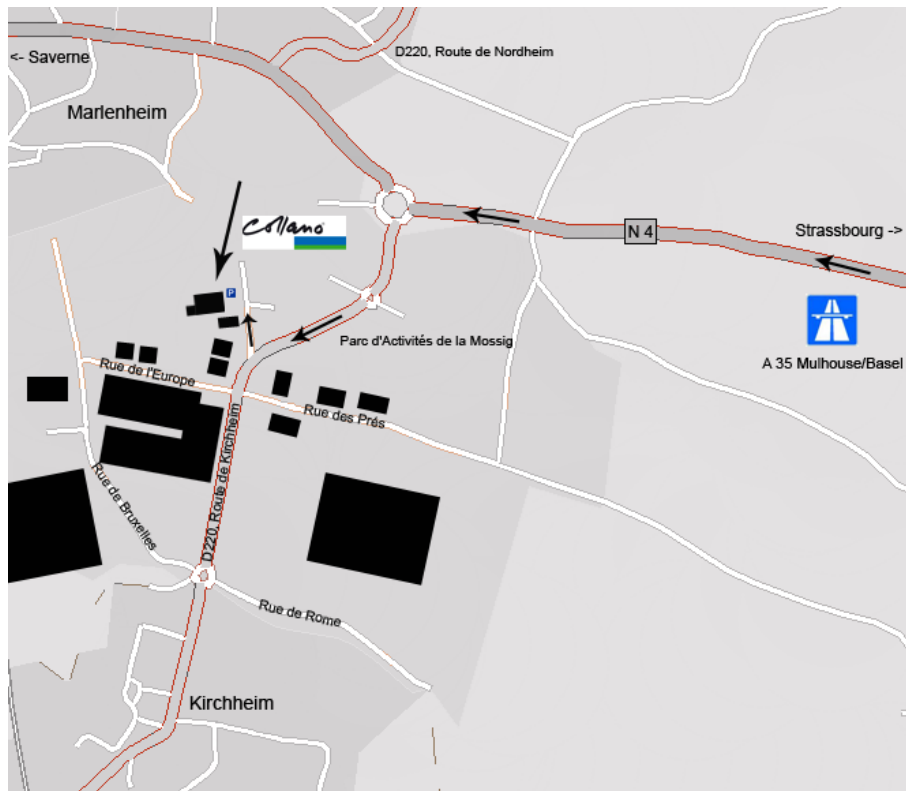 D220, Route de Nordheim
<- Saverne
Marlenheim
Collano
N 4
Strassbourg ->
P
Parc d'Activités de la Mossig
A 35 Mulhouse/Basel
Rue de l'Europe
Rue des Prés
D220, Route de Kirchheim
Rue de Bruxelles
Rue de Rome
Kirchheim